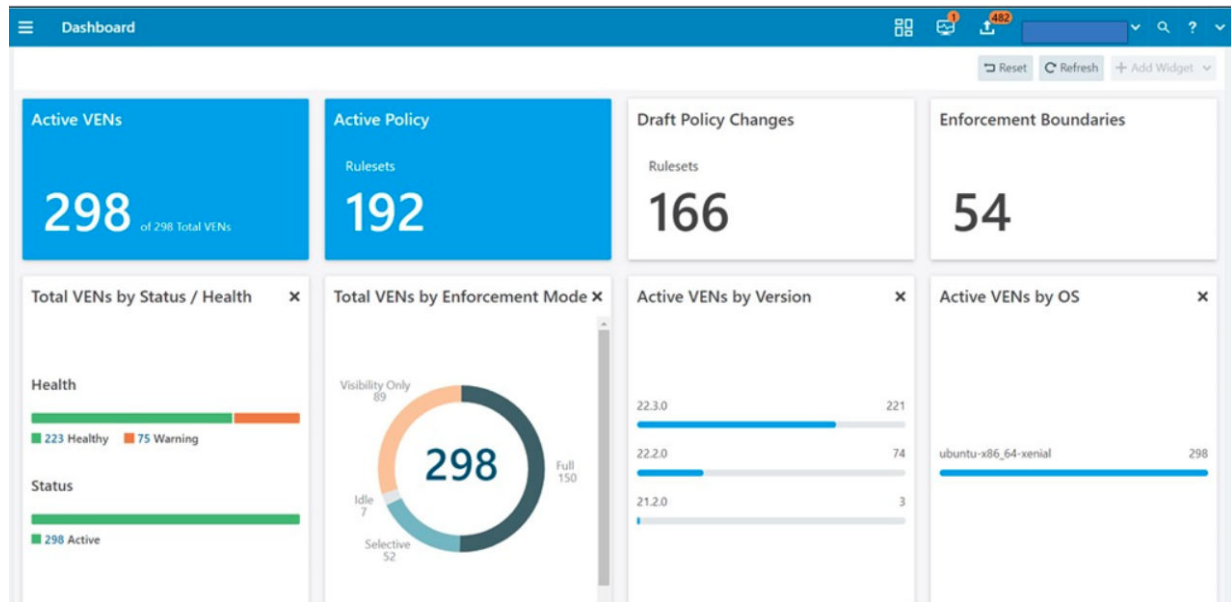 Dashboard
1
482
?
Reset
Refresh
Add Widget
Active VENs
298 of 298 Total VENs
Active Policy
Rulesets
192
Draft Policy Changes
Rulesets
166
Enforcement Boundaries
54
Total VENs by Status / Health
Health
223 Healthy 75 Warning
Status
298 Active
Total VENs by Enforcement Mode
Visibility Only
89
298
Full
150
Idle
7
Selective
52
Active VENs by Version
22.3.0 221
22.2.0 74
21.2.0 3
Active VENs by OS
ubuntu-x86_64-xenial 298